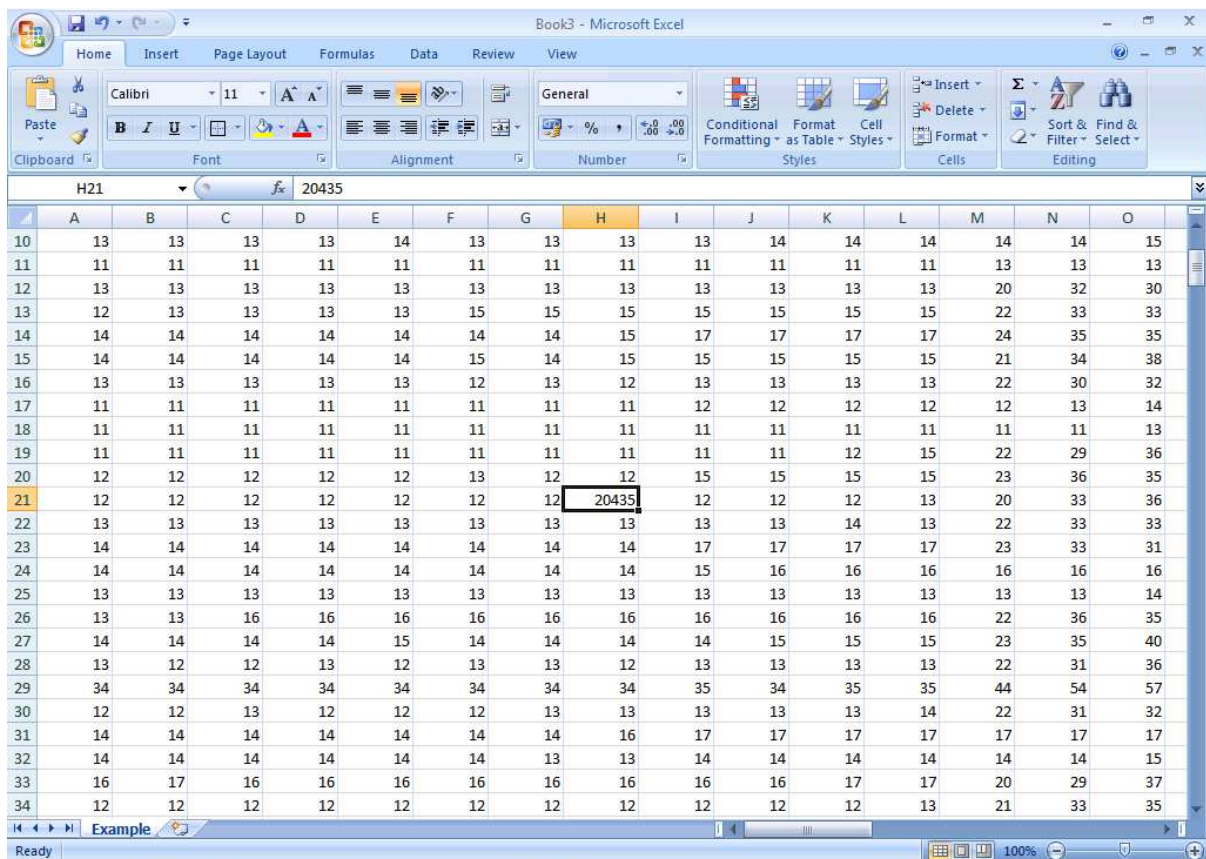 Book3 - Microsoft Excel
Home Insert Page Layout Formulas Data Review View
Calibri 11 A A General Insert Σ
Paste B I U A % , .0 .00 .00 .0 Conditional Formatting Format as Table Cell Styles Delete Format Sort & Filter Find & Select
Clipboard Font Alignment Number Styles Cells Editing
H21 fx 20435
A B C D E F G H I J K L M N O
10 13 13 13 13 14 13 13 13 13 14 14 14 14 14 15
11 11 11 11 11 11 11 11 11 11 11 11 11 13 13 13
12 13 13 13 13 13 13 13 13 13 13 13 13 20 32 30
13 12 13 13 13 13 15 15 15 15 15 15 15 22 33 33
14 14 14 14 14 14 14 14 15 17 17 17 17 24 35 35
15 14 14 14 14 14 15 14 15 15 15 15 15 21 34 38
16 13 13 13 13 13 12 13 12 13 13 13 13 22 30 32
17 11 11 11 11 11 11 11 11 12 12 12 12 12 13 14
18 11 11 11 11 11 11 11 11 11 11 11 11 11 11 13
19 11 11 11 11 11 11 11 11 11 11 12 15 22 29 36
20 12 12 12 12 12 13 12 12 15 15 15 15 23 36 35
21 12 12 12 12 12 12 12 20435 12 12 12 13 20 33 36
22 13 13 13 13 13 13 13 13 13 13 14 13 22 33 33
23 14 14 14 14 14 14 14 14 17 17 17 17 23 33 31
24 14 14 14 14 14 14 14 14 15 16 16 16 16 16 16
25 13 13 13 13 13 13 13 13 13 13 13 13 13 13 14
26 13 13 16 16 16 16 16 16 16 16 16 16 22 36 35
27 14 14 14 14 15 14 14 14 14 15 15 15 23 35 40
28 13 12 12 13 12 13 13 12 13 13 13 13 22 31 36
29 34 34 34 34 34 34 34 34 35 34 35 35 44 54 57
30 12 12 13 12 12 12 13 13 13 13 13 14 22 31 32
31 14 14 14 14 14 14 14 16 17 17 17 17 17 17 17
32 14 14 14 14 14 14 13 13 14 14 14 14 14 14 15
33 16 17 16 16 16 16 16 16 16 16 17 17 20 29 37
34 12 12 12 12 12 12 12 12 12 12 12 13 21 33 35
Example
Ready 100%